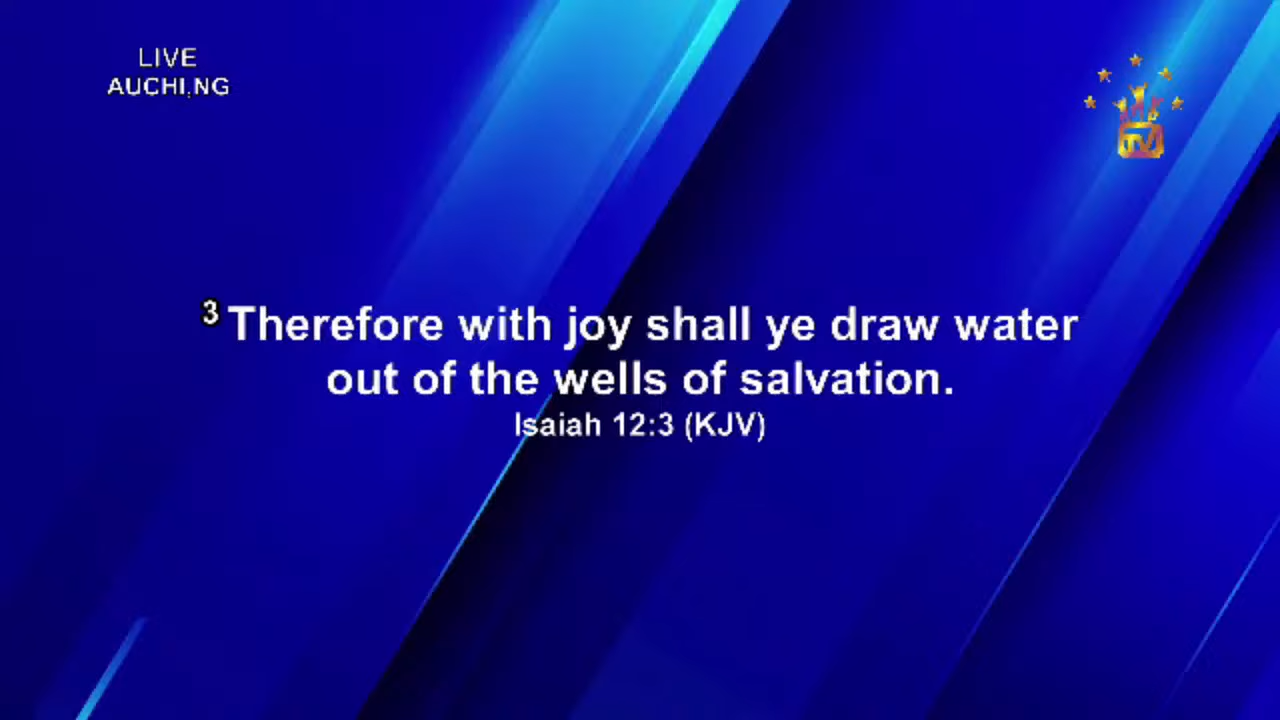 LIVE
AUCHI,NG
TV
3 Therefore with joy shall ye draw water
out of the wells of salvation.
Isaiah 12:3 (KJV)